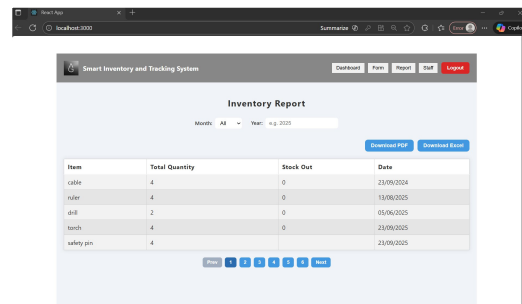 React App
localhost:3000
Summarize
Error
Copilo
Smart Inventory and Tracking System
Dashboard Form Report Staff Logout
Inventory Report
Month: All Year: e.g. 2025
Download PDF Download Excel
Item Total Quantity Stock Out Date
cable 4 0 23/09/2024
ruler 4 0 13/08/2025
drill 2 0 05/06/2025
torch 4 0 23/09/2025
safety pin 4 23/09/2025
Prev 1 2 3 4 5 6 Next